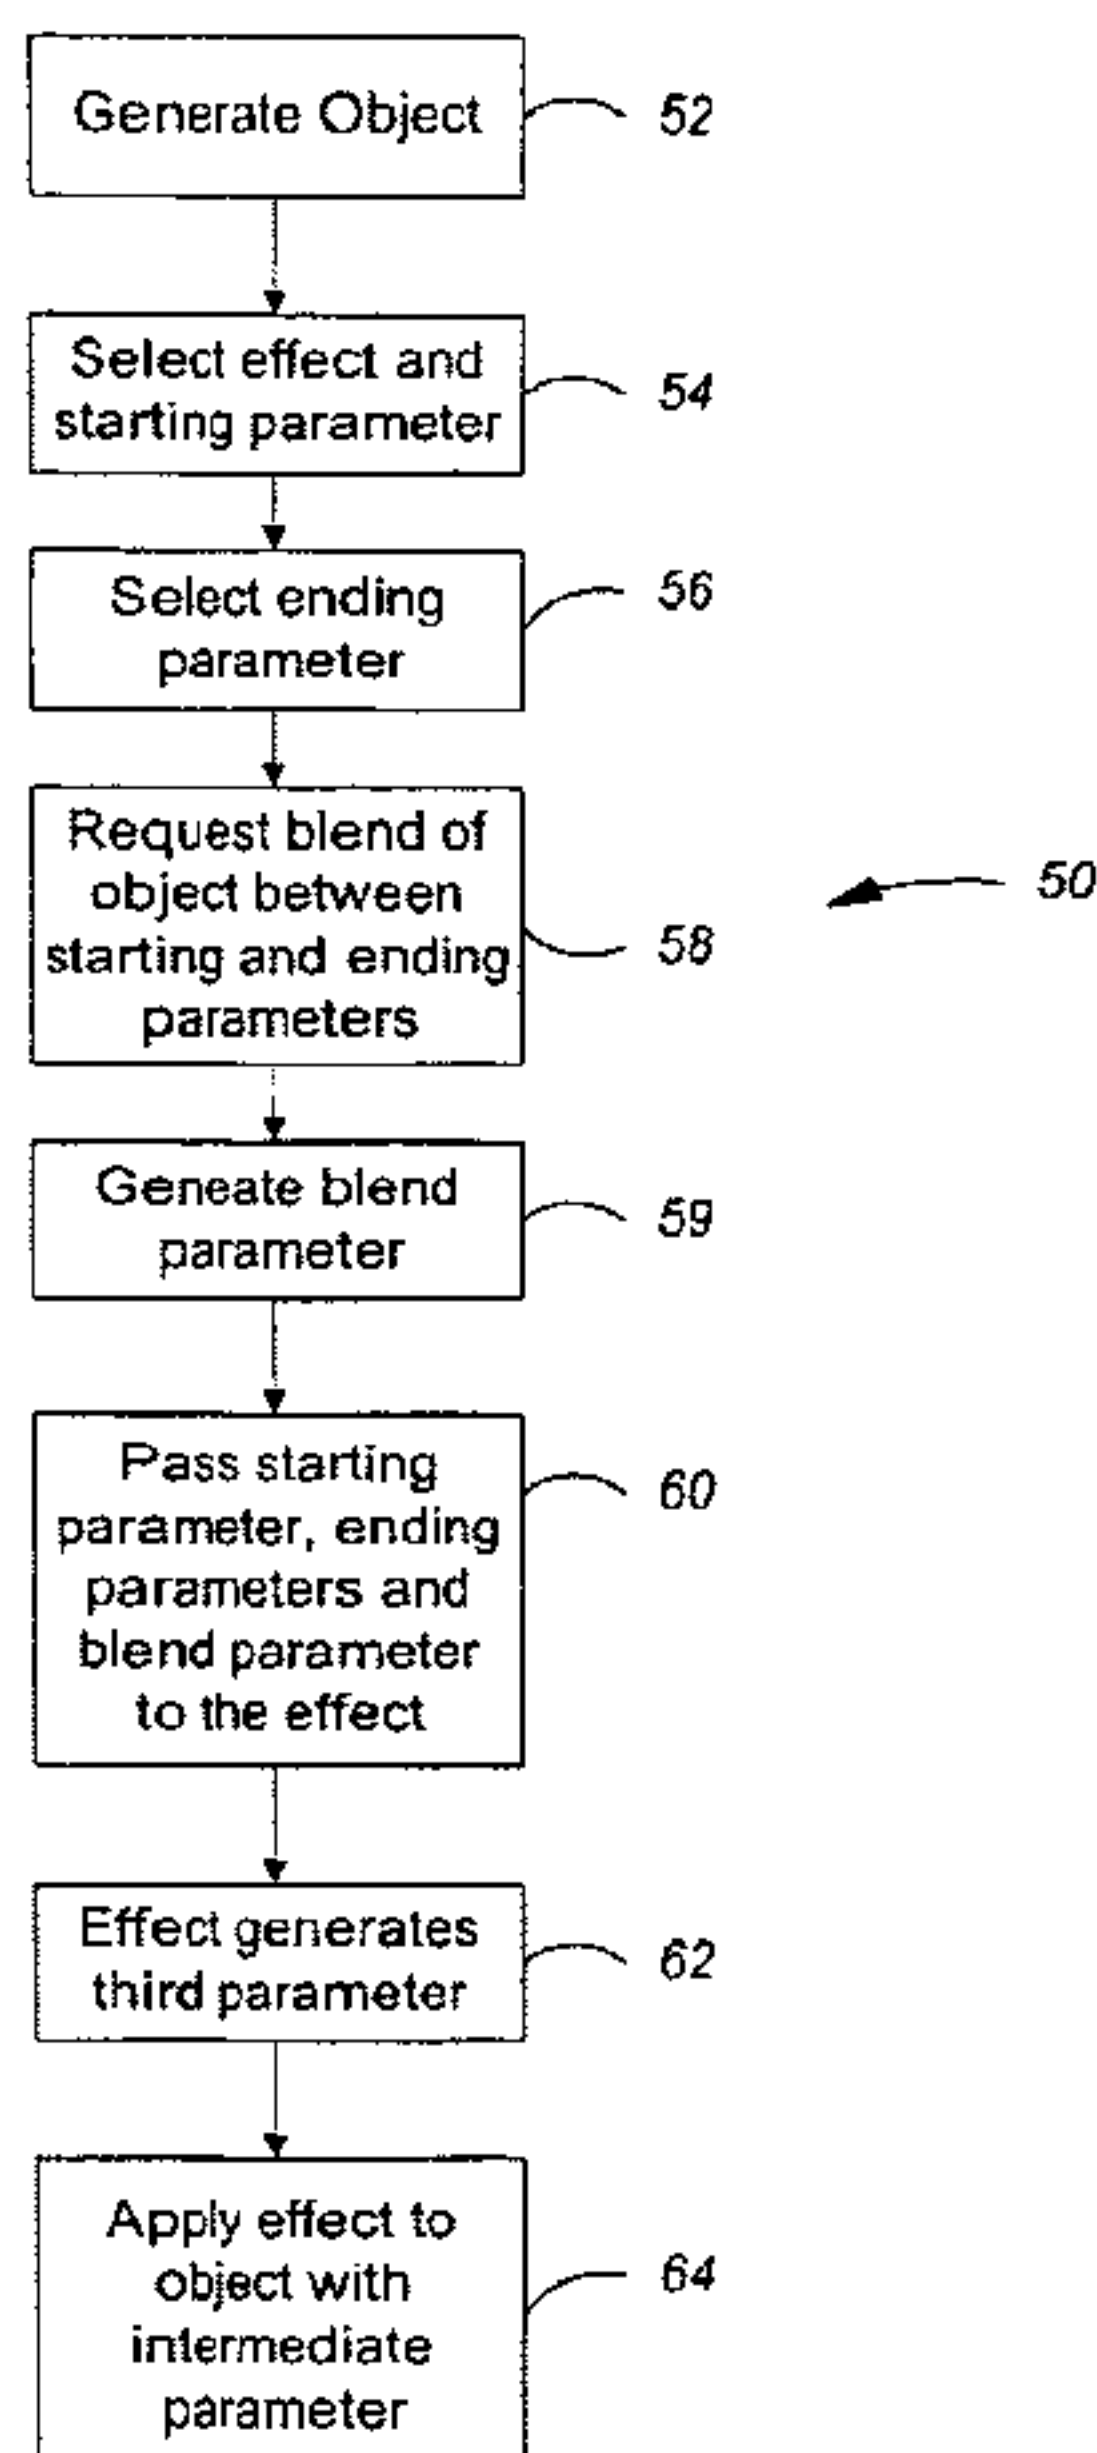 Generate Object
52
Select effect and
starting parameter
54
Select ending
parameter
56
Request blend of
object between
starting and ending
parameters
58
50
Geneate blend
parameter
59
Pass starting
parameter, ending
parameters and
blend parameter
to the effect
60
Effect generates
third parameter
62
Apply effect to
object with
intermediate
parameter
64